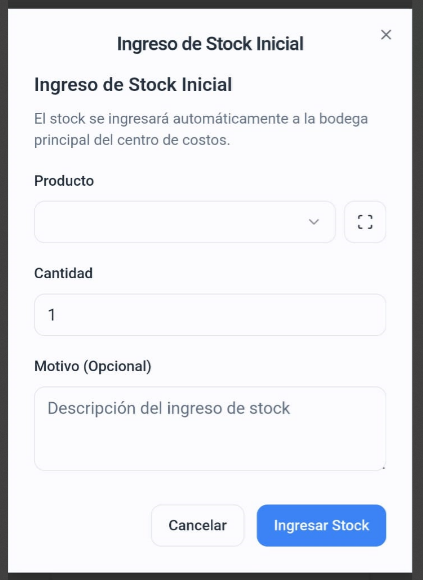 Ingreso de Stock Inicial
Ingreso de Stock Inicial
El stock se ingresará automáticamente a la bodega
principal del centro de costos.
Producto
Cantidad
1
Motivo (Opcional)
Descripción del ingreso de stock
Cancelar
Ingresar Stock